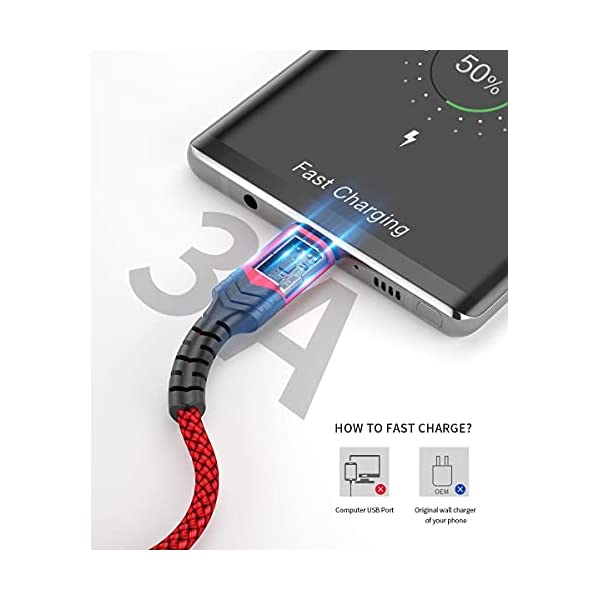 50%
Fast Charging
3A
HOW TO FAST CHARGE?
OEM
Computer USB Port
Original wall charger
of your phone